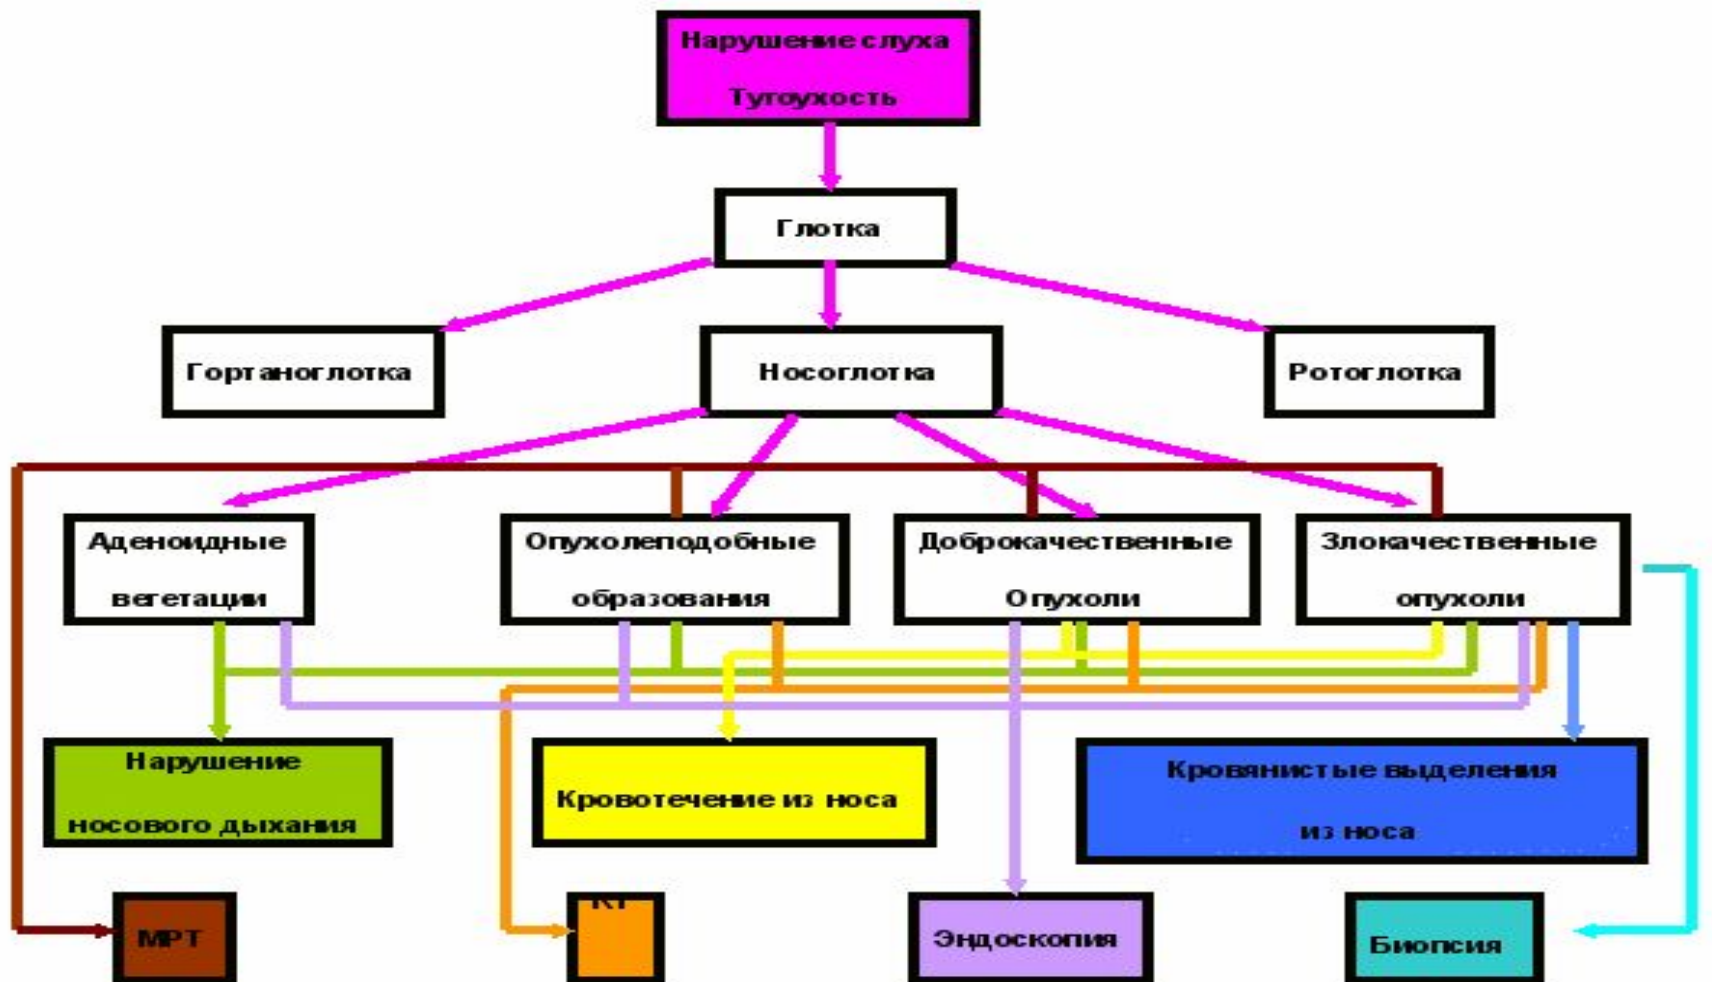 Нарушение слуха
Тугоухость
Глотка
Гортаноглотка
Носоглотка
Ротоглотка
Аденоидные
вегетации
Опухолеподобные
образования
Доброкачественные
Опухоли
Злокачественные
опухоли
Нарушение
носового дыхания
Кровотечение из носа
Кровянистые выделения
из носа
МРТ
КТ
Эндоскопия
Биопсия